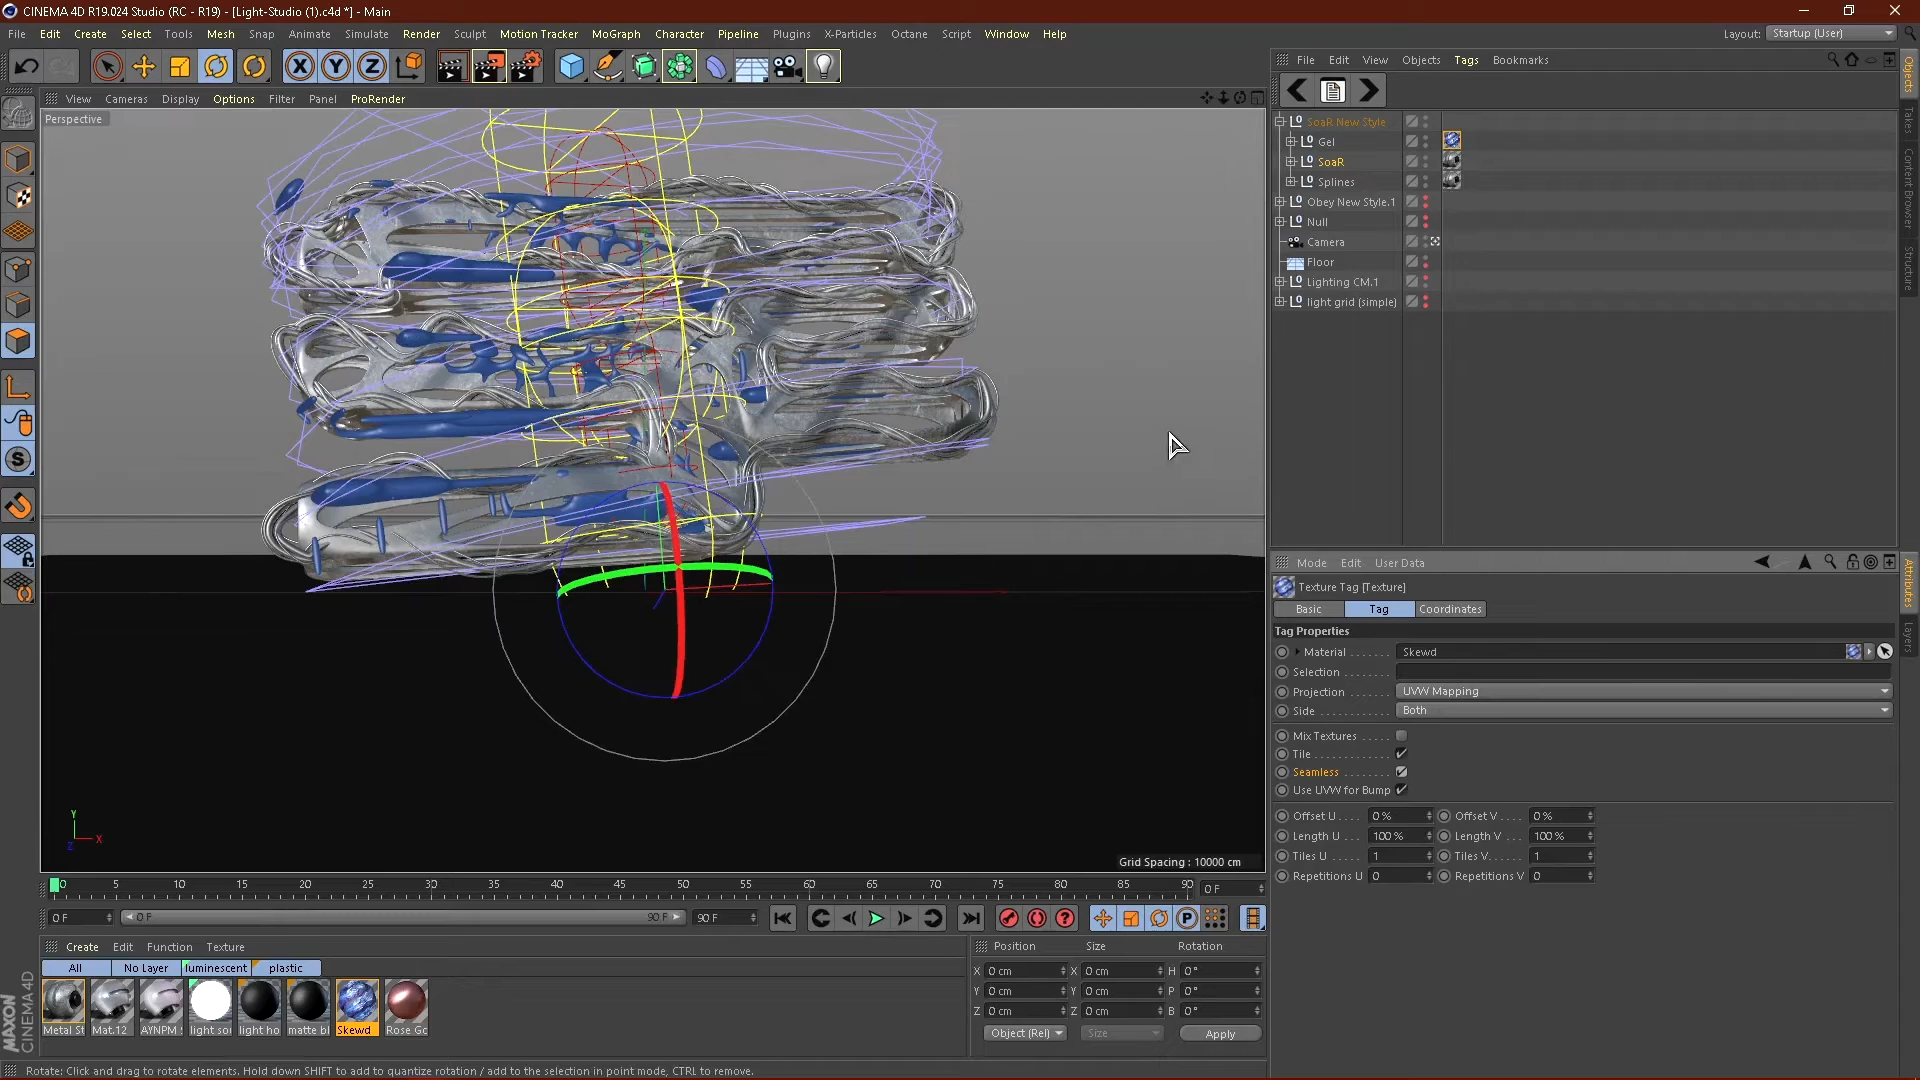 CINEMA 4D R19.024 Studio (RC - R19) - [Light-Studio (1).c4d *] - Main
File Edit Create Select Tools Mesh Snap Animate Simulate Render Sculpt Motion Tracker MoGraph Character Pipeline Plugins X-Particles Octane Script Window Help
Layout: Startup (User)
X Y Z
File Edit View Objects Tags Bookmarks
View Cameras Display Options Filter Panel ProRender
Perspective
SoaR New Style
Gel
SoaR
Splines
Obey New Style.1
Null
Camera
Floor
Lighting CM.1
light grid (simple)
Objects
Takes
Content Browser
Structure
Mode Edit User Data
Texture Tag [Texture]
Basic Tag Coordinates
Tag Properties
Material Skewd
Selection
Projection UVW Mapping
Side Both
Mix Textures
Tile
Seamless
Use UVW for Bump
Offset U 0 % Offset V 0 %
Length U 100 % Length V 100 %
Tiles U 1 Tiles V 1
Repetitions U 0 Repetitions V 0
Attributes
Layers
Y
X
Z
Grid Spacing : 10000 cm
0 5 10 15 20 25 30 35 40 45 50 55 60 65 70 75 80 85 90 0 F
0 F 0 F 90 F 90 F
Create Edit Function Texture
All No Layer luminescent plastic
Metal St Mat.12 AYNPM light so light ho matte bl Skewd Rose Go
Position Size Rotation
X 0 cm X 0 cm H 0°
Y 0 cm Y 0 cm P 0°
Z 0 cm Z 0 cm B 0°
Object (Rel) Size Apply
MAXON
CINEMA 4D
Rotate: Click and drag to rotate elements. Hold down SHIFT to add to quantize rotation / add to the selection in point mode, CTRL to remove.